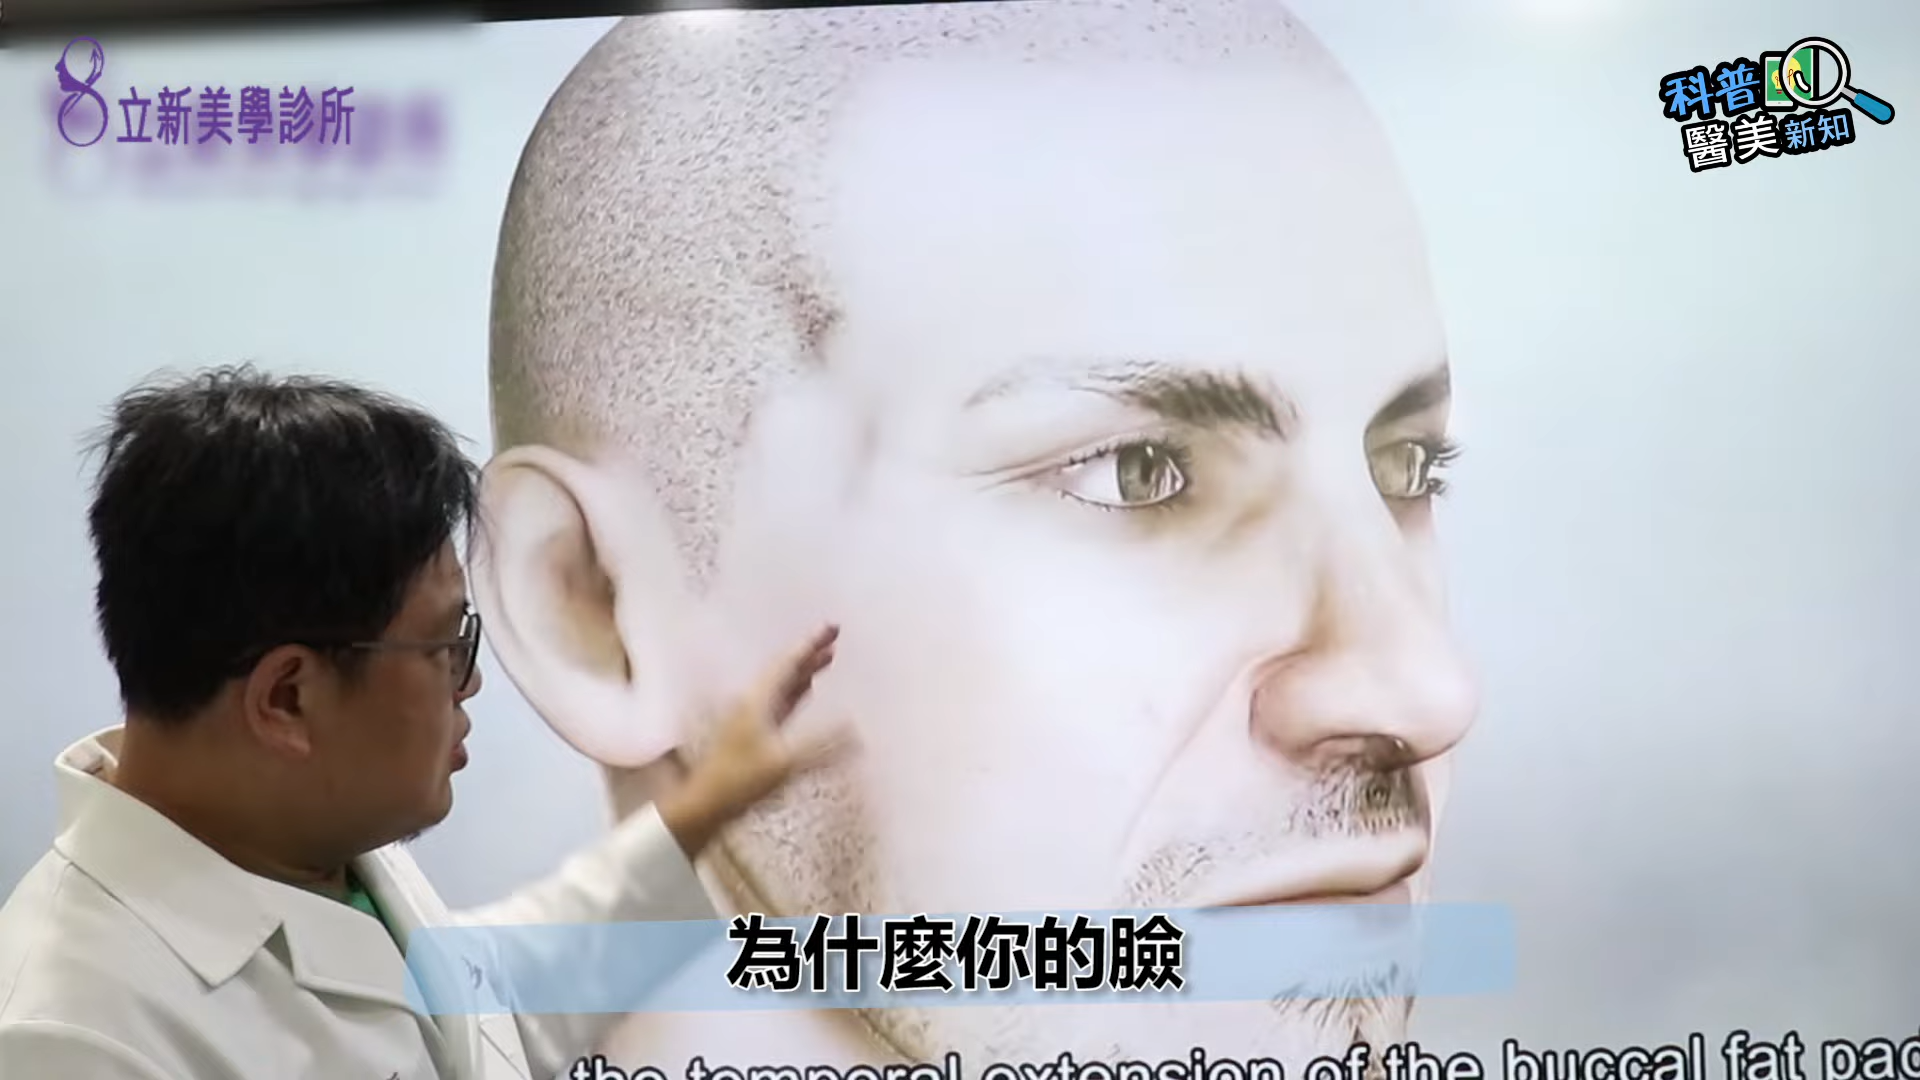 立新美學診所
科普
醫美新知
為什麼你的臉
the temporal extension of the buccal fat pad